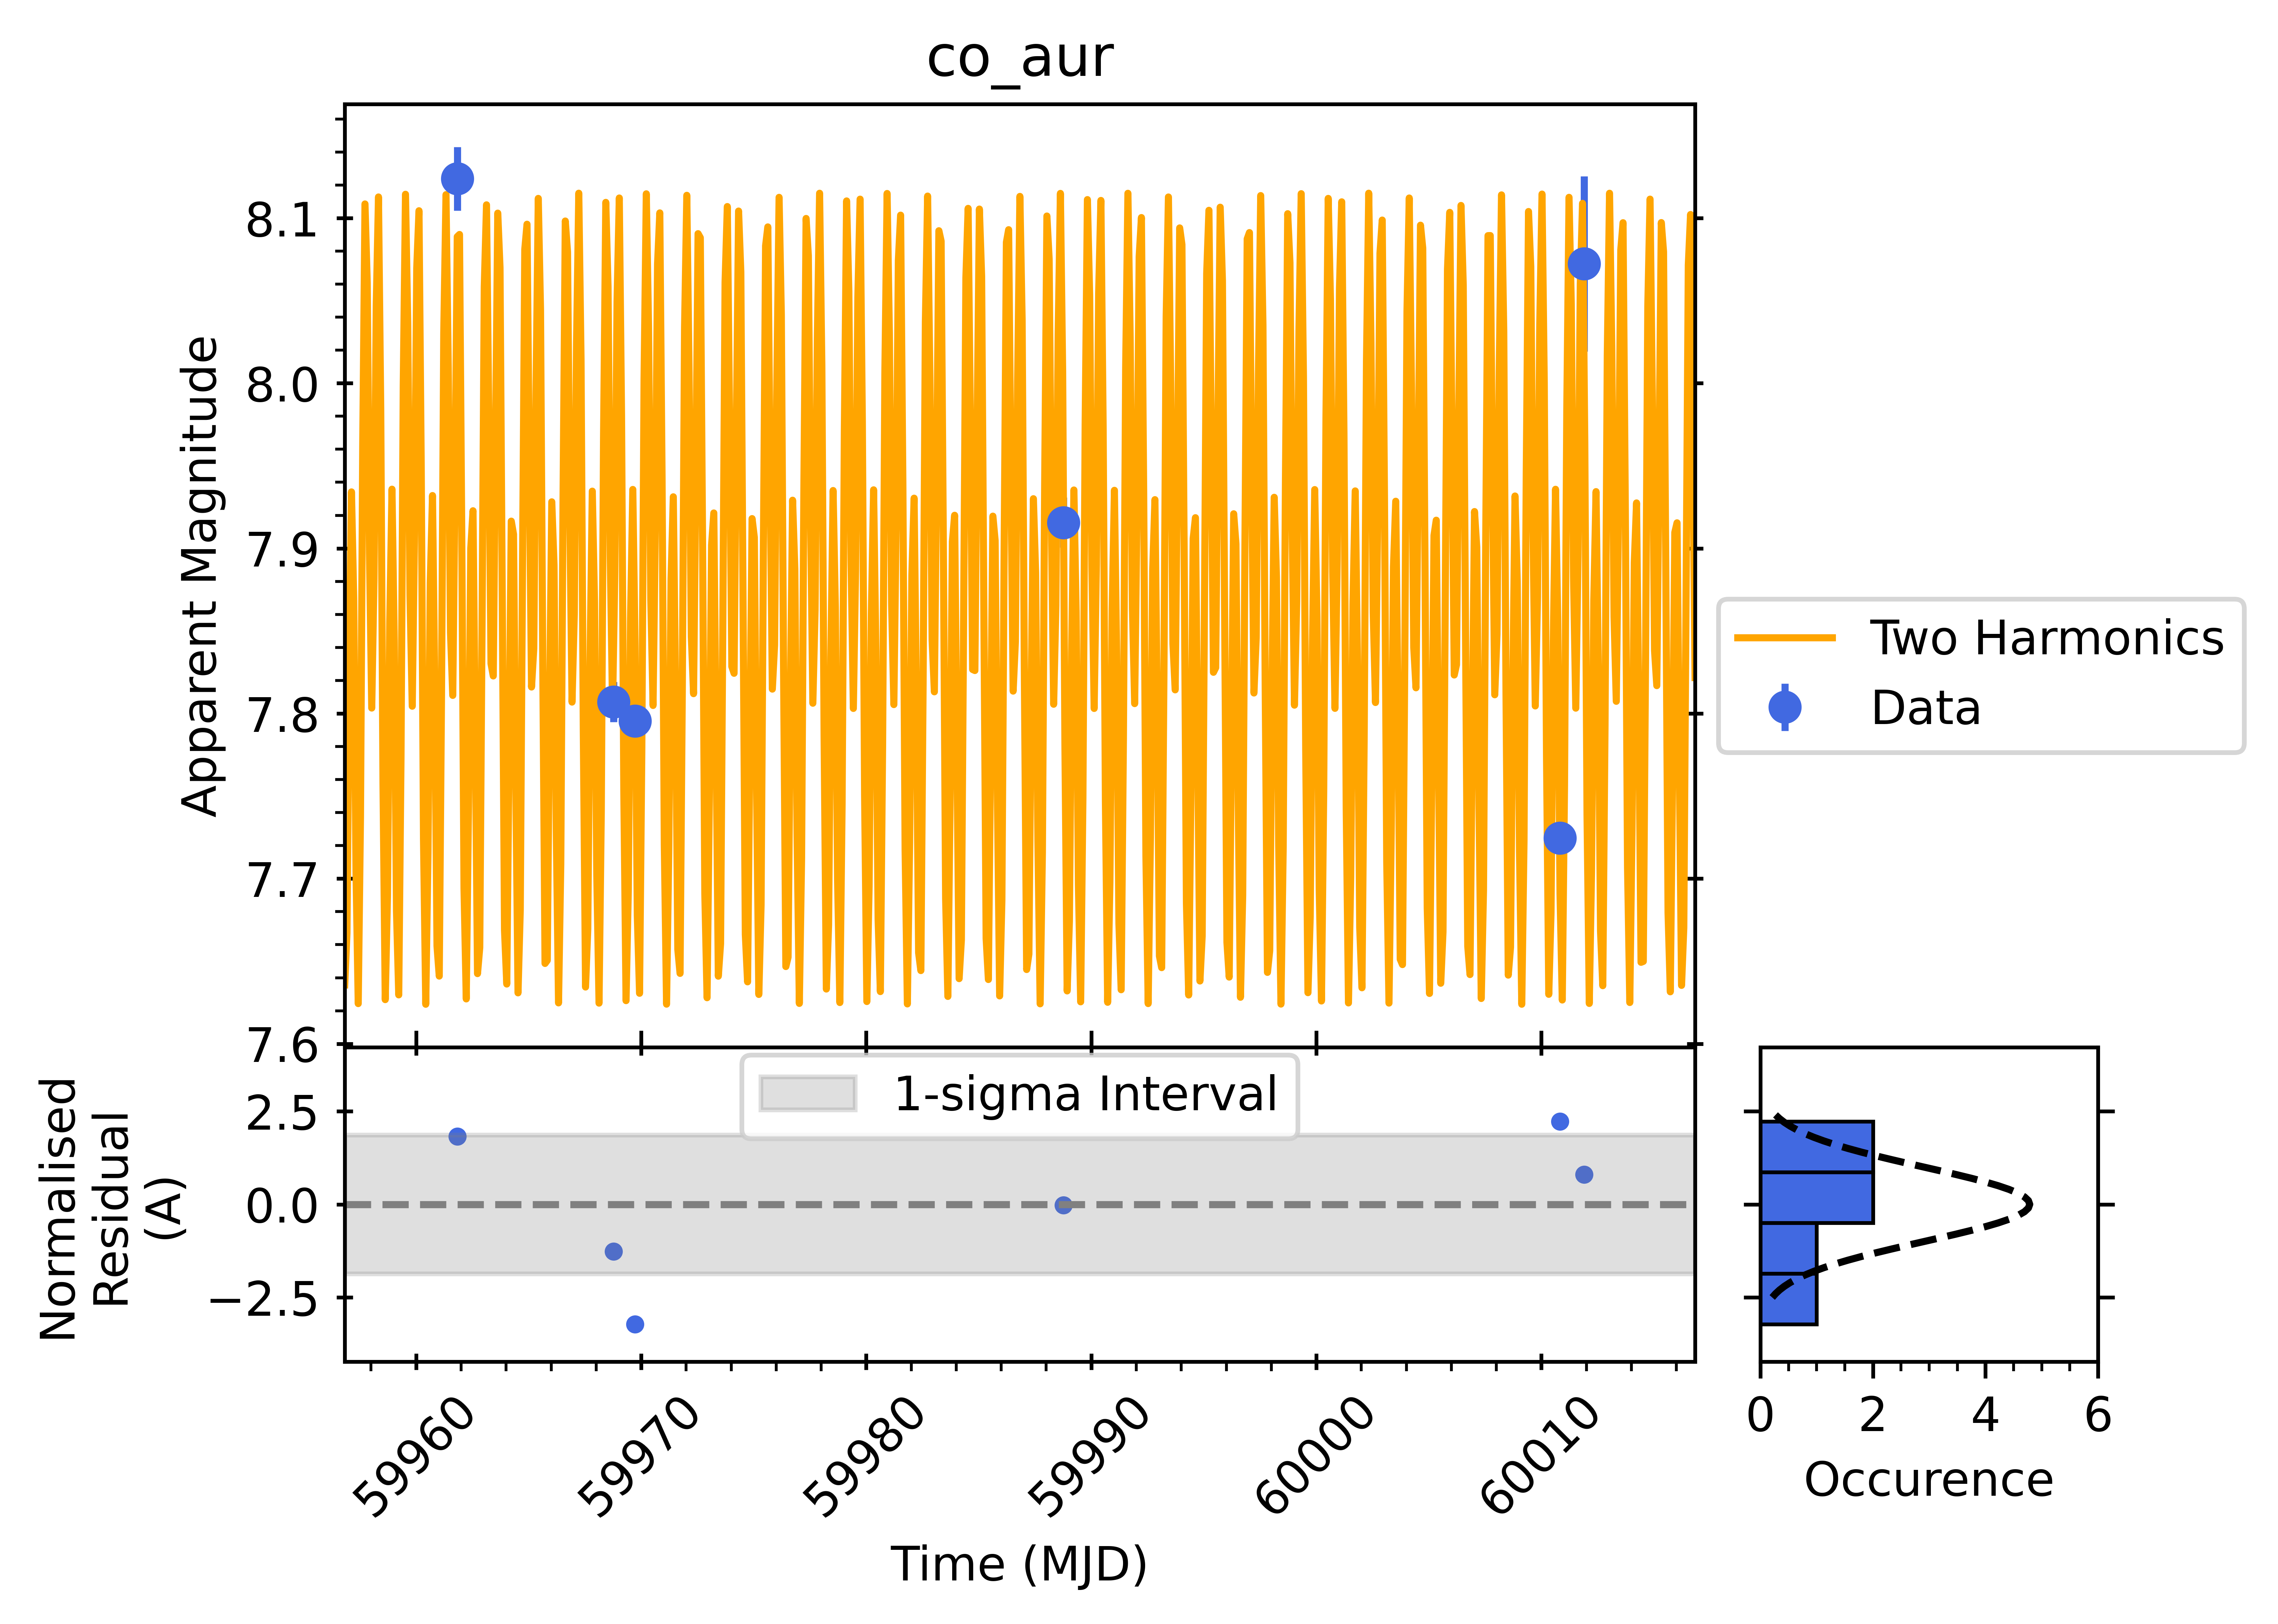 co_aur
Apparent Magnitude
8.1
8.0
7.9
7.8
7.7
7.6
Two Harmonics
Data
Normalised
Residual
(A)
2.5
0.0
−2.5
1-sigma Interval
59960
59970
59980
59990
60000
60010
Time (MJD)
0 2 4 6
Occurence